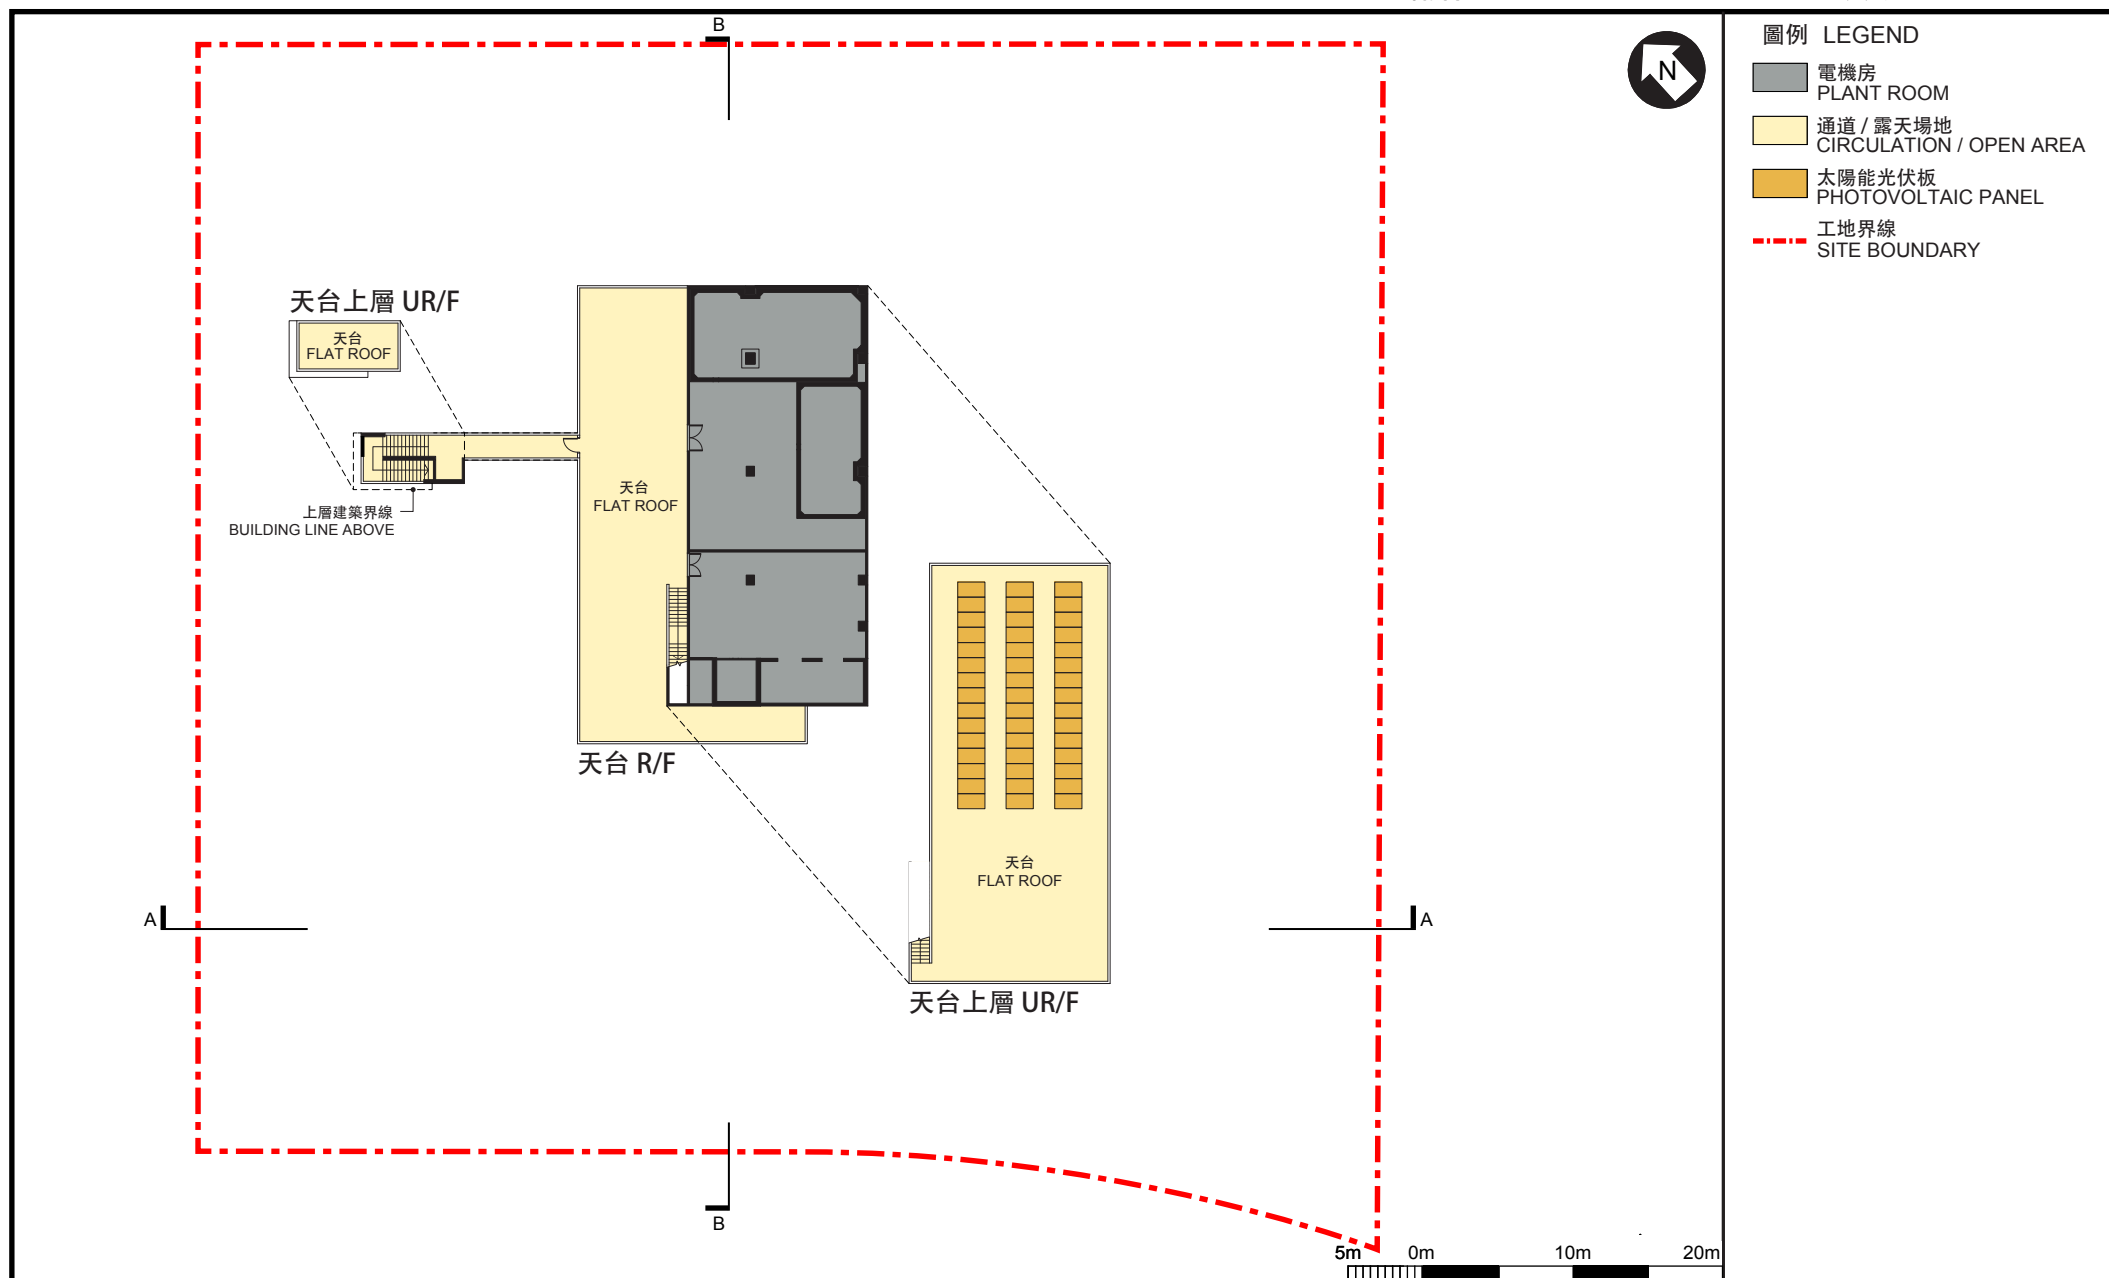 B
N
圖例 LEGEND
電機房
PLANT ROOM
通道 / 露天場地
CIRCULATION / OPEN AREA
太陽能光伏板
PHOTOVOLTAIC PANEL
工地界線
SITE BOUNDARY
天台上層 UR/F
天台
FLAT ROOF
上層建築界線
BUILDING LINE ABOVE
天台
FLAT ROOF
天台 R/F
天台
FLAT ROOF
天台上層 UR/F
A
A
B
5m 0m 10m 20m